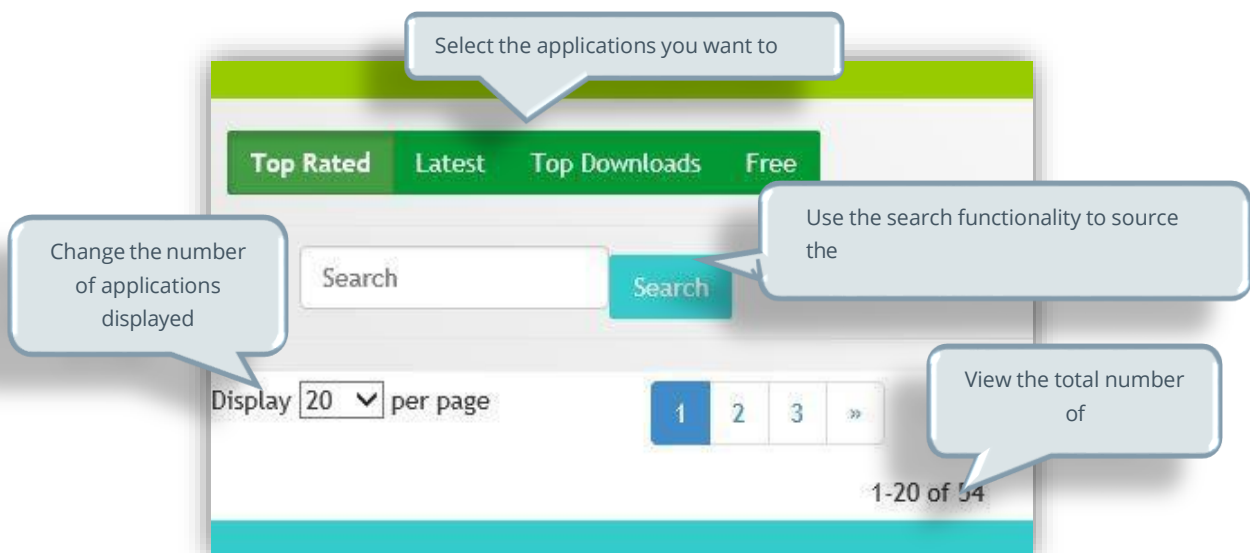 Select the applications you want to
Top Rated Latest Top Downloads Free
Use the search functionality to source
the
Change the number
of applications
displayed
Search Search
View the total number
of
Display 20 per page
1 2 3 »
1-20 of 54